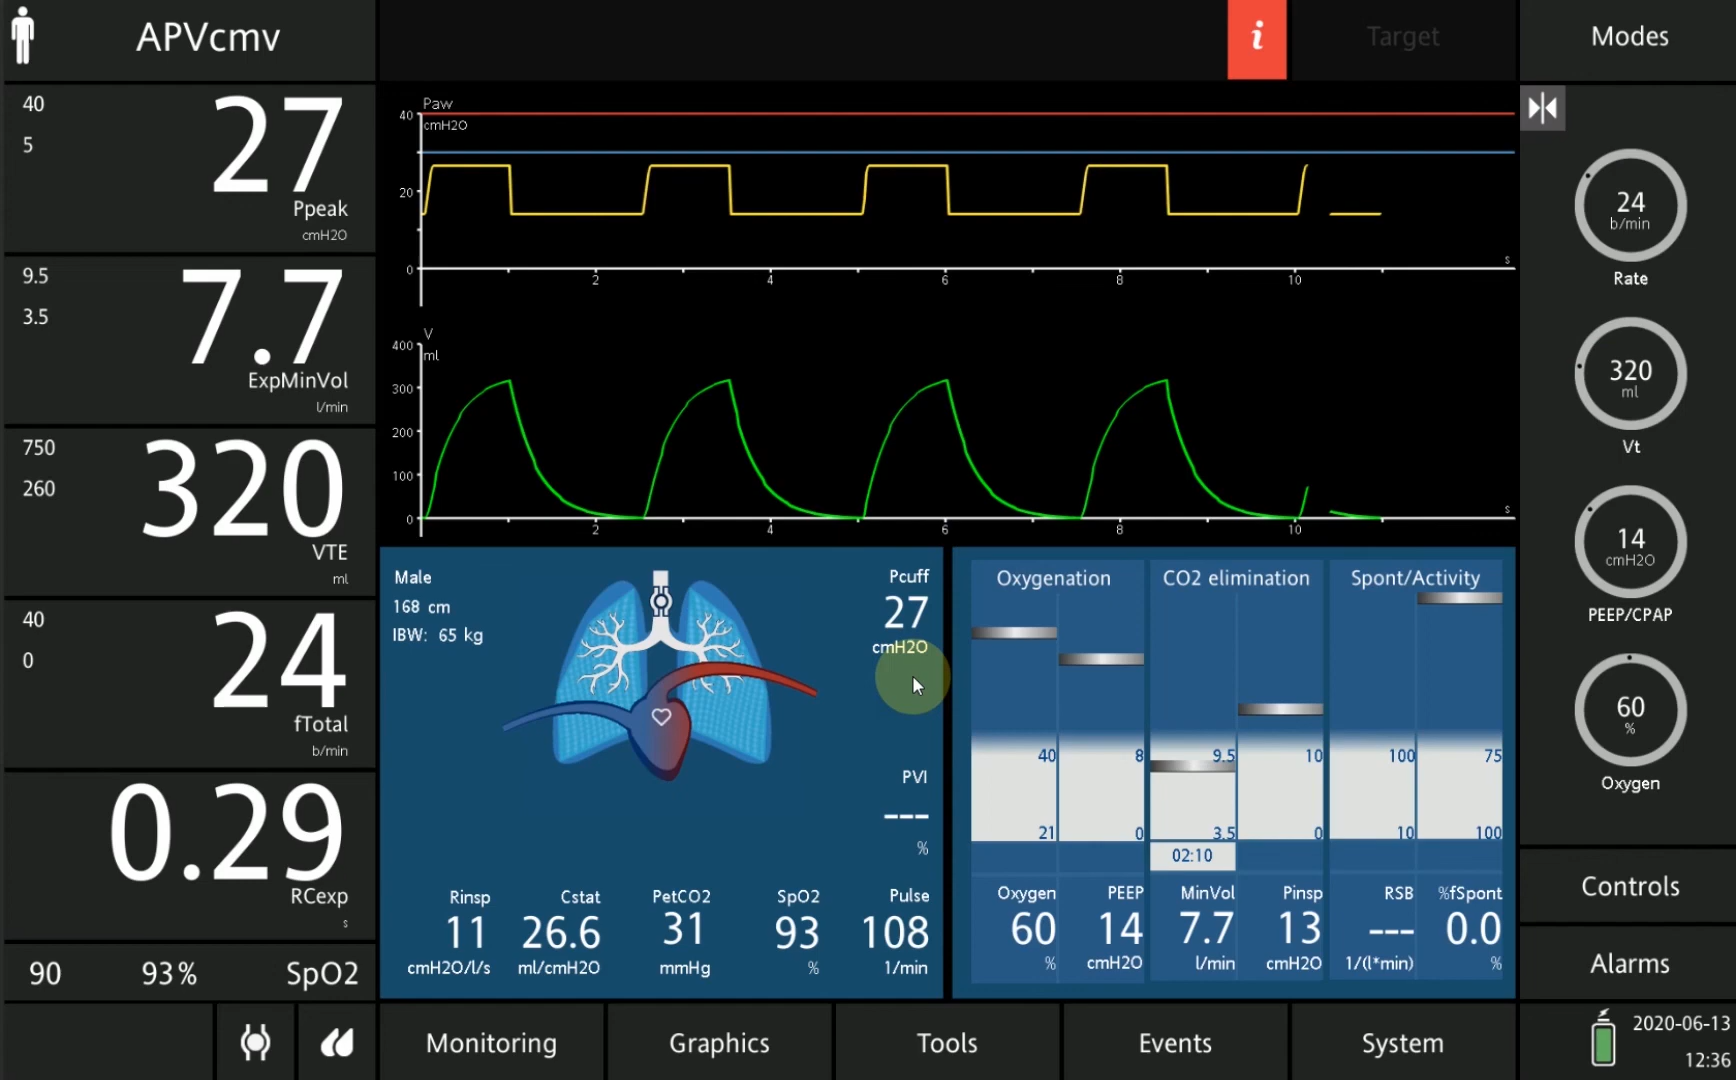 APVcmv
i
Target
Modes
40
5
27
Ppeak
cmH2O
9.5
3.5
7.7
ExpMinVol
l/min
750
260
320
VTE
ml
40
0
24
fTotal
b/min
0.29
RCexp
s
90 93% SpO2
Paw
cmH2O
40
20
0
2 4 6 8 10
s
V
ml
400
300
200
100
0
2 4 6 8 10
s
Male
168 cm
IBW: 65 kg
Pcuff
27
cmH2O
PVI
---
%
Rinsp Cstat PetCO2 SpO2 Pulse
11 26.6 31 93 108
cmH2O/l/s ml/cmH2O mmHg % 1/min
Oxygenation CO2 elimination Spont/Activity
40 8 9.5 10 100 75
21 0 3.5 0 10 100
02:10
Oxygen PEEP MinVol Pinsp RSB %fSpont
60 14 7.7 13 --- 0.0
% cmH2O l/min cmH2O 1/(l*min) %
24
b/min
Rate
320
ml
Vt
14
cmH2O
PEEP/CPAP
60
%
Oxygen
Controls
Alarms
Monitoring Graphics Tools Events System
2020-06-13
12:36